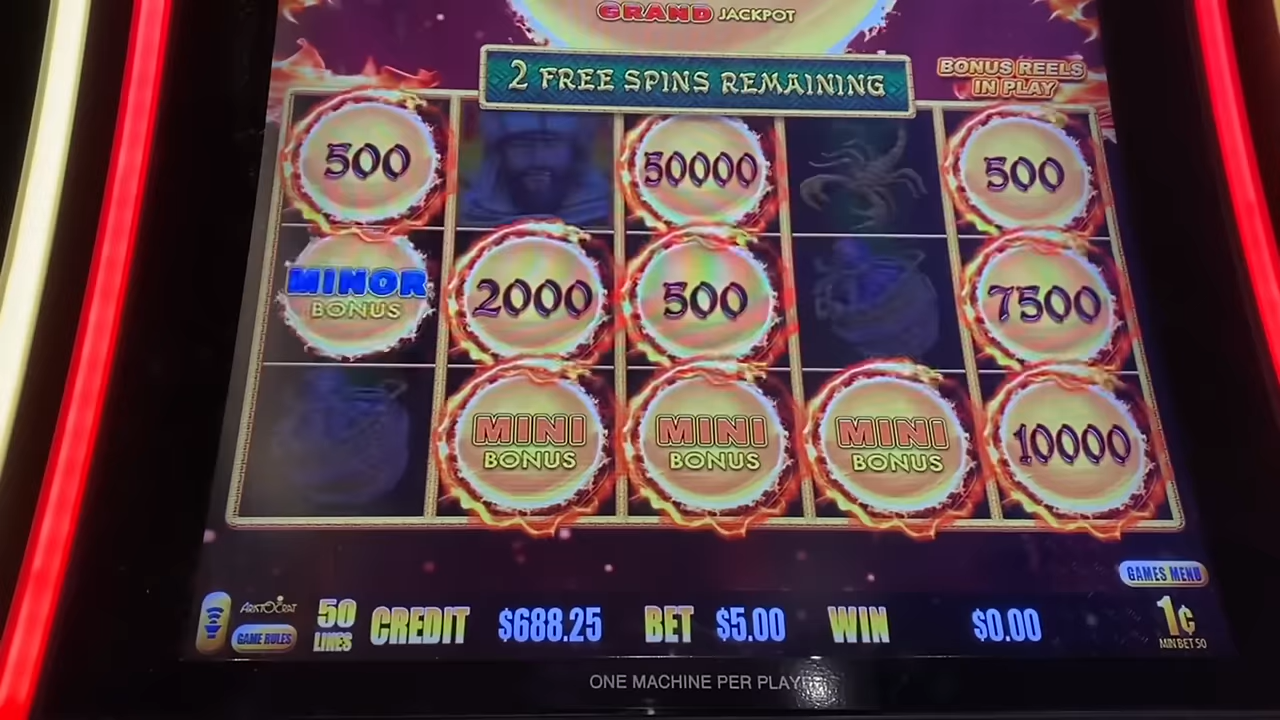 GRAND JACKPOT
2 FREE SPINS REMAINING
BONUS REELS
IN PLAY
500
50000
500
MINOR
BONUS
2000
500
7500
MINI
BONUS
MINI
BONUS
MINI
BONUS
10000
GAMES MENU
ARISTOCRAT
GAME RULES
50
LINES
CREDIT $688.25 BET $5.00 WIN $0.00
1¢
MIN BET 50
ONE MACHINE PER PLAYER